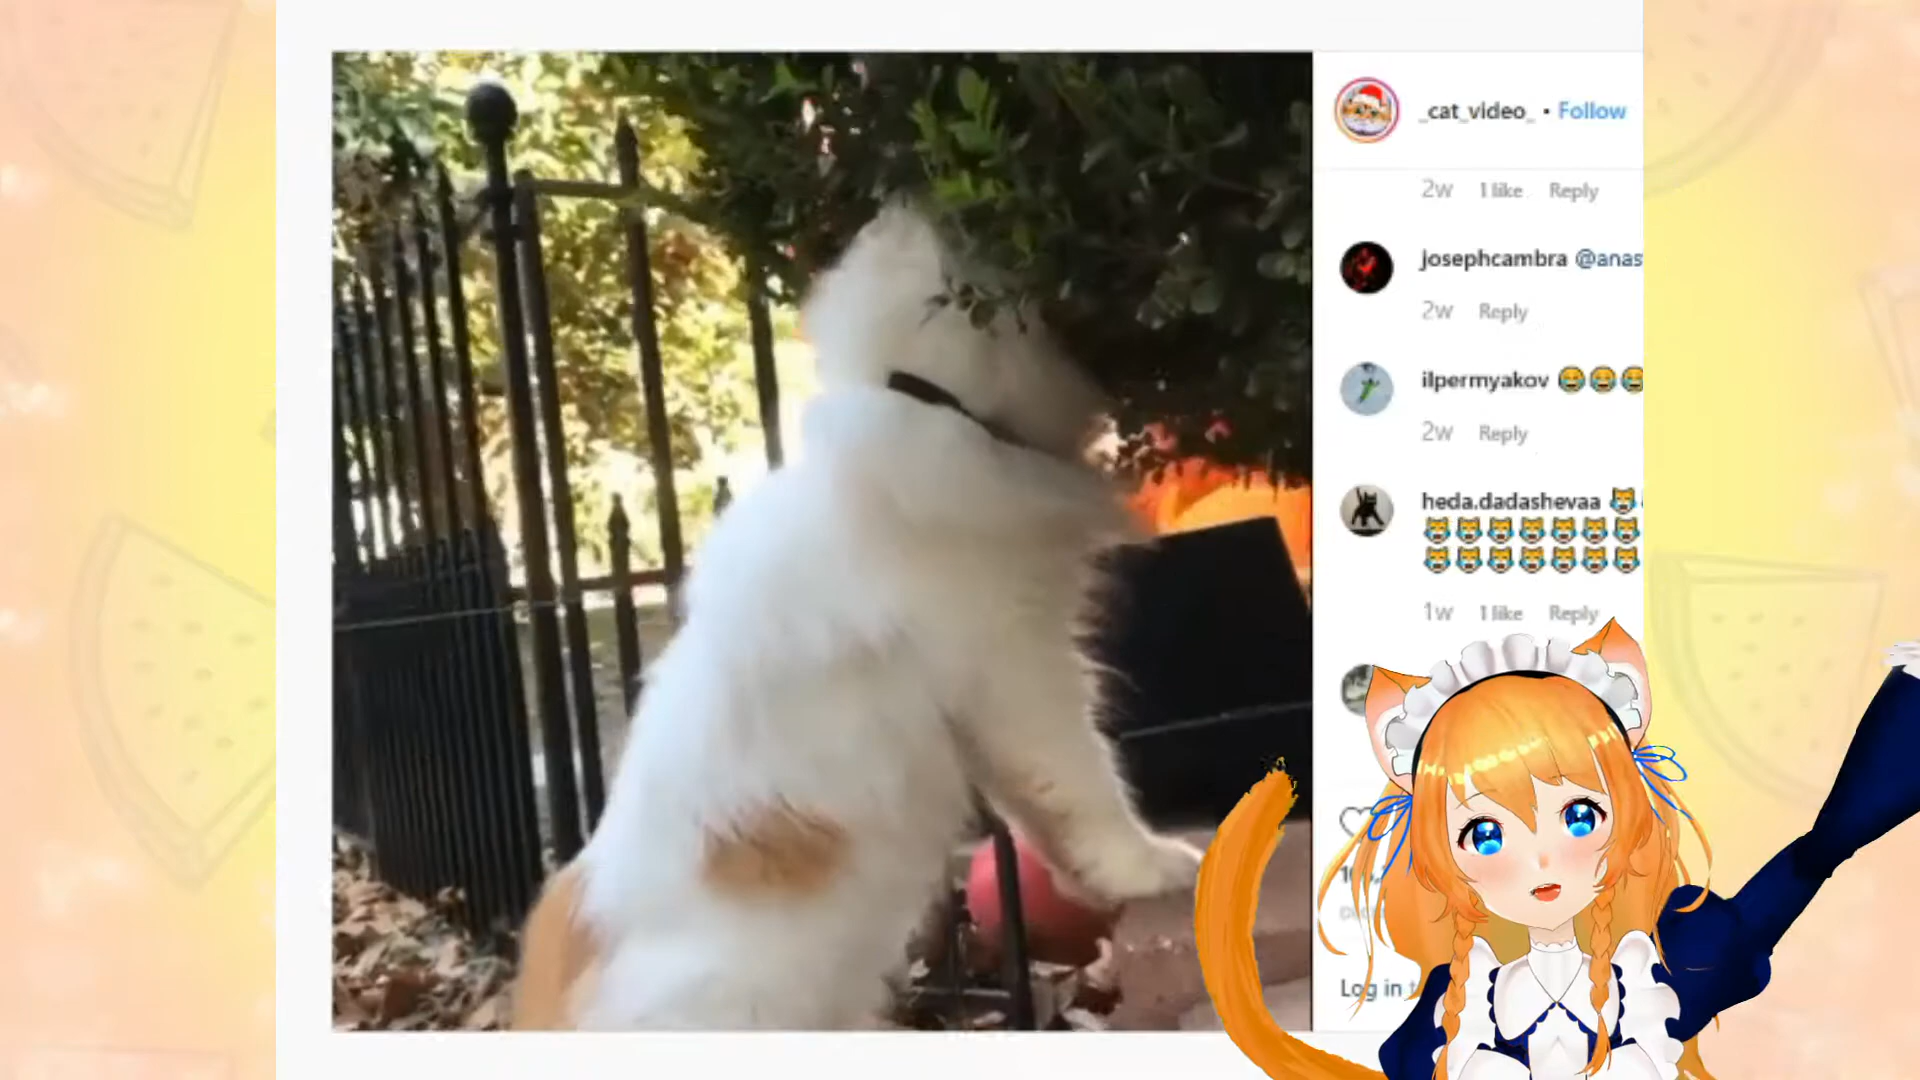 _cat_video_ • Follow
2w 1 like Reply
josephcambra @anas
2w Reply
ilpermyakov 😂😂😂
2w Reply
heda.dadashevaa 😹
😹😹😹😹😹😹😹
😹😹😹😹😹😹😹
1w 1 like Reply
Log in